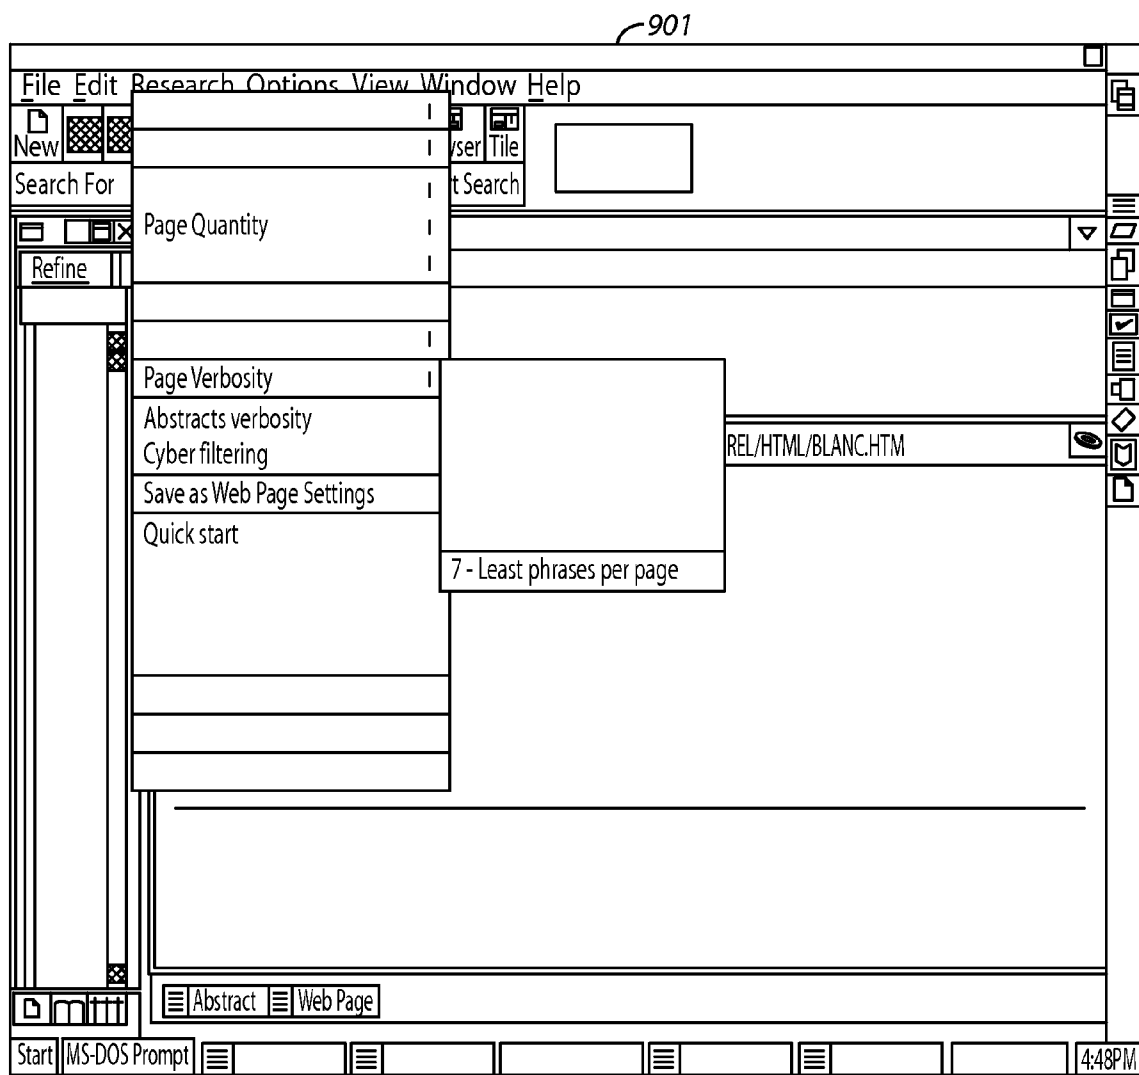 901
File Edit Research Options View Window Help
New
Tile
Search For
Search
Page Quantity
Refine
Page Verbosity
Abstracts verbosity
Cyber filtering
REL/HTML/BLANC.HTM
Save as Web Page Settings
Quick start
7 - Least phrases per page
Abstract Web Page
Start MS-DOS Prompt 4:48PM